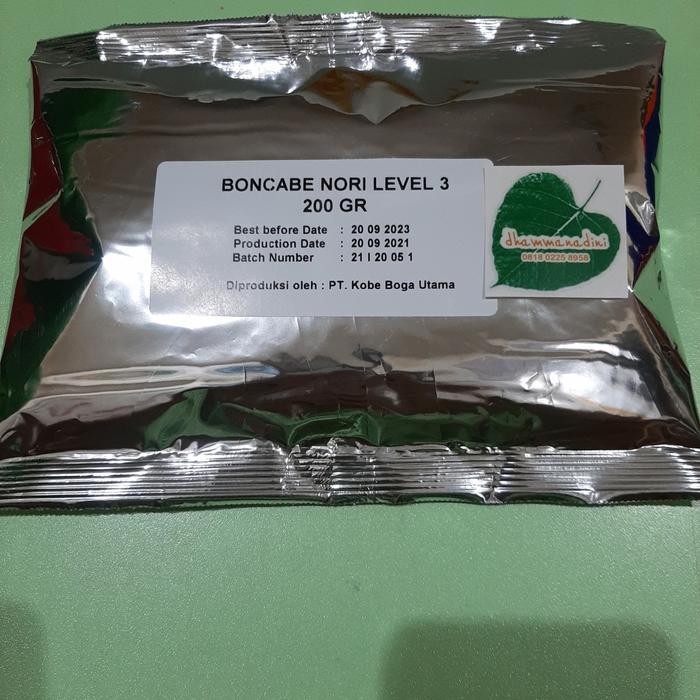 BONCABE NORI LEVEL 3
200 GR
Best before Date : 20 09 2023
Production Date : 20 09 2021
Batch Number : 21 I 20 05 1
Diproduksi oleh : PT. Kobe Boga Utama
dhammanadini
0818 0225 8958